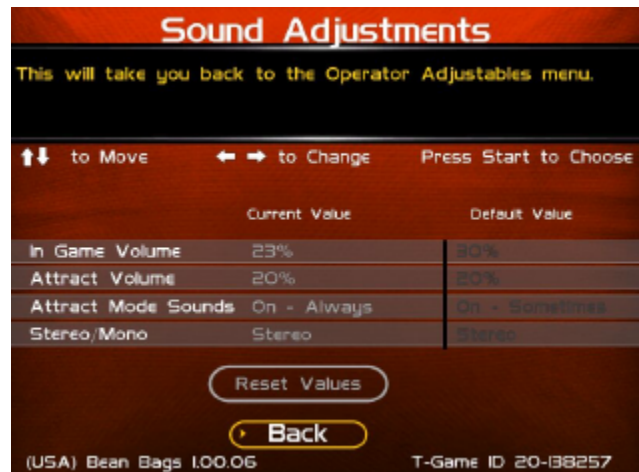 Sound Adjustments
This will take you back to the Operator Adjustables menu.
to Move to Change Press Start to Choose
Current Value Default Value
In Game Volume 23% 30%
Attract Volume 20% 20%
Attract Mode Sounds On - Always On - Sometimes
Stereo/Mono Stereo Stereo
Reset Values
Back
(USA) Bean Bags 1.00.06 T-Game ID 20-138257